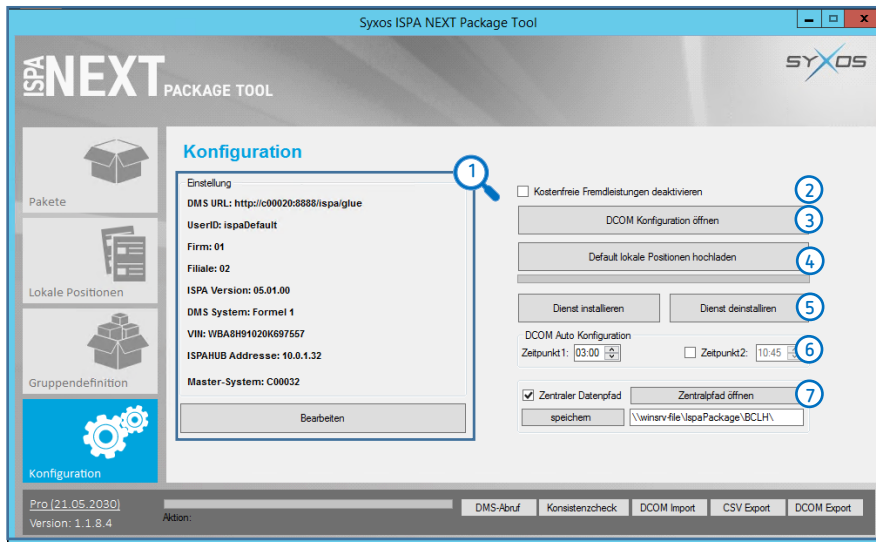 Syxos ISPA NEXT Package Tool
ISPA NEXT PACKAGE TOOL
SYXOS
Pakete
Lokale Positionen
Gruppendefinition
Konfiguration
Konfiguration
1
Einstellung
DMS URL: http://c00020:8888/ispa/glue
UserID: ispaDefault
Firm: 01
Filiale: 02
ISPA Version: 05.01.00
DMS System: Formel 1
VIN: WBA8H91020K697557
ISPAHUB Addresse: 10.0.1.32
Master-System: C00032
Bearbeiten
Kostenfreie Fremdleistungen deaktivieren 2
DCOM Konfiguration öffnen 3
Default lokale Positionen hochladen 4
Dienst installieren Dienst deinstalliren 5
DCOM Auto Konfiguration
Zeitpunkt1: 03:00 Zeitpunkt2: 10:45 6
Zentraler Datenpfad Zentralpfad öffnen 7
speichern \\winsrv-file\IspaPackage\BCLH\
Pro (21.05.2030)
Version: 1.1.8.4
Aktion:
DMS-Abruf Konsistenzcheck DCOM Import CSV Export DCOM Export